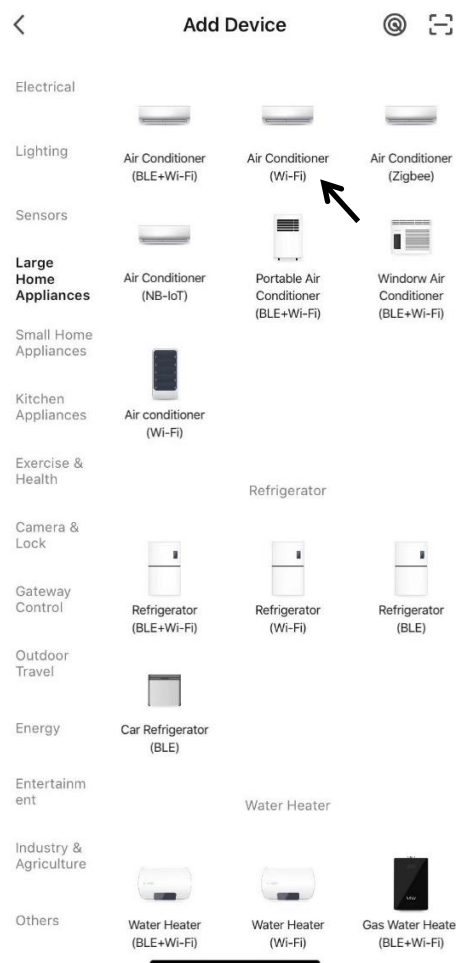 Add Device
Electrical
Lighting
Sensors
Large
Home
Appliances
Small Home
Appliances
Kitchen
Appliances
Exercise &
Health
Camera &
Lock
Gateway
Control
Outdoor
Travel
Energy
Entertainm
ent
Industry &
Agriculture
Others
Air Conditioner
(BLE+Wi-Fi)
Air Conditioner
(Wi-Fi)
Air Conditioner
(Zigbee)
Air Conditioner
(NB-IoT)
Portable Air
Conditioner
(BLE+Wi-Fi)
Windorw Air
Conditioner
(BLE+Wi-Fi)
Air conditioner
(Wi-Fi)
Refrigerator
Refrigerator
(BLE+Wi-Fi)
Refrigerator
(Wi-Fi)
Refrigerator
(BLE)
Car Refrigerator
(BLE)
Water Heater
Water Heater
(BLE+Wi-Fi)
Water Heater
(Wi-Fi)
Gas Water Heate
(BLE+Wi-Fi)